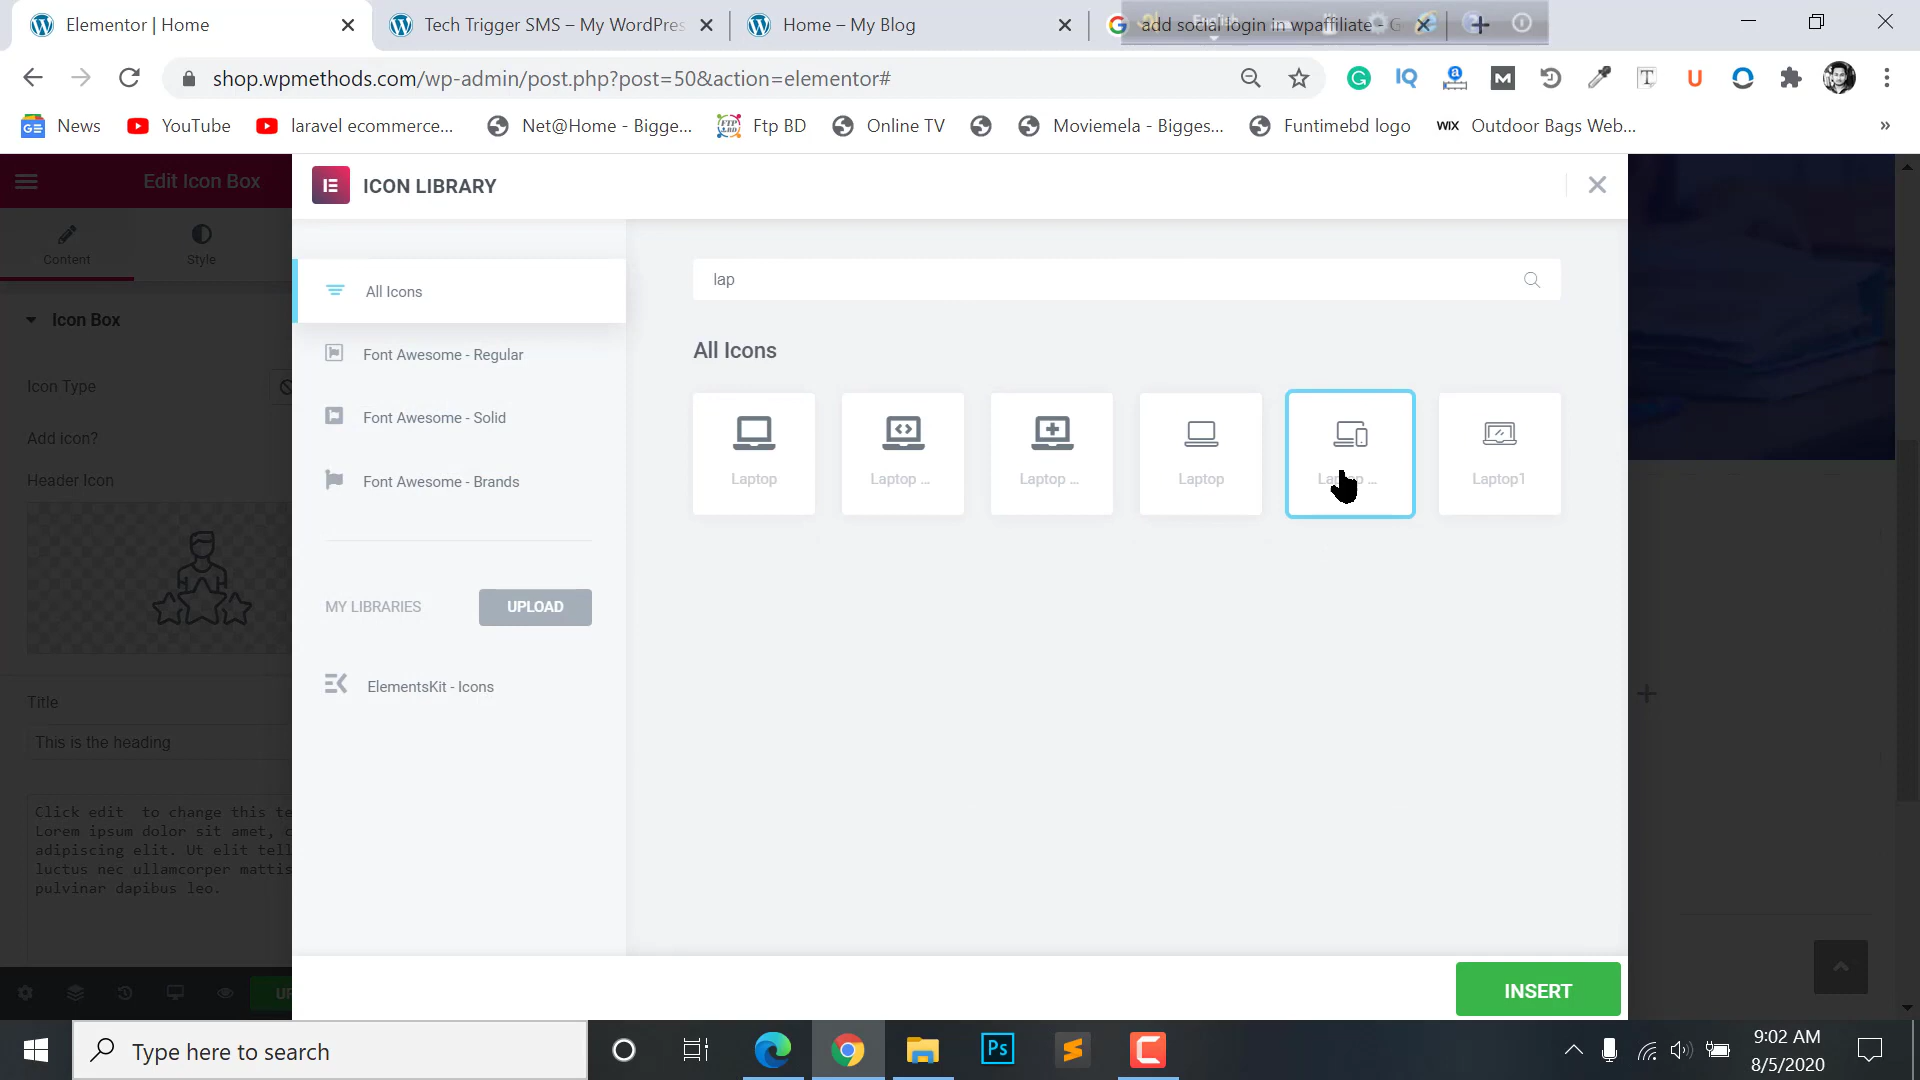 Elementor | Home
Tech Trigger SMS – My WordPres
Home – My Blog
add social login in wpaffiliate - G
shop.wpmethods.com/wp-admin/post.php?post=50&action=elementor#
News
YouTube
laravel ecommerce...
Net@Home - Bigge...
Ftp BD
Online TV
Moviemela - Bigges...
Funtimebd logo
WIX Outdoor Bags Web...
»
Edit Icon Box
Content
Style
Icon Box
Icon Type
Add icon?
Header Icon
Title
This is the heading
Click edit to change this te
Lorem ipsum dolor sit amet, c
adipiscing elit. Ut elit tell
luctus nec ullamcorper mattis
pulvinar dapibus leo.
UP
ICON LIBRARY
All Icons
Font Awesome - Regular
Font Awesome - Solid
Font Awesome - Brands
MY LIBRARIES
UPLOAD
ElementsKit - Icons
lap
All Icons
Laptop
Laptop ...
Laptop ...
Laptop
Laptop1
INSERT
Type here to search
Ps
9:02 AM
8/5/2020